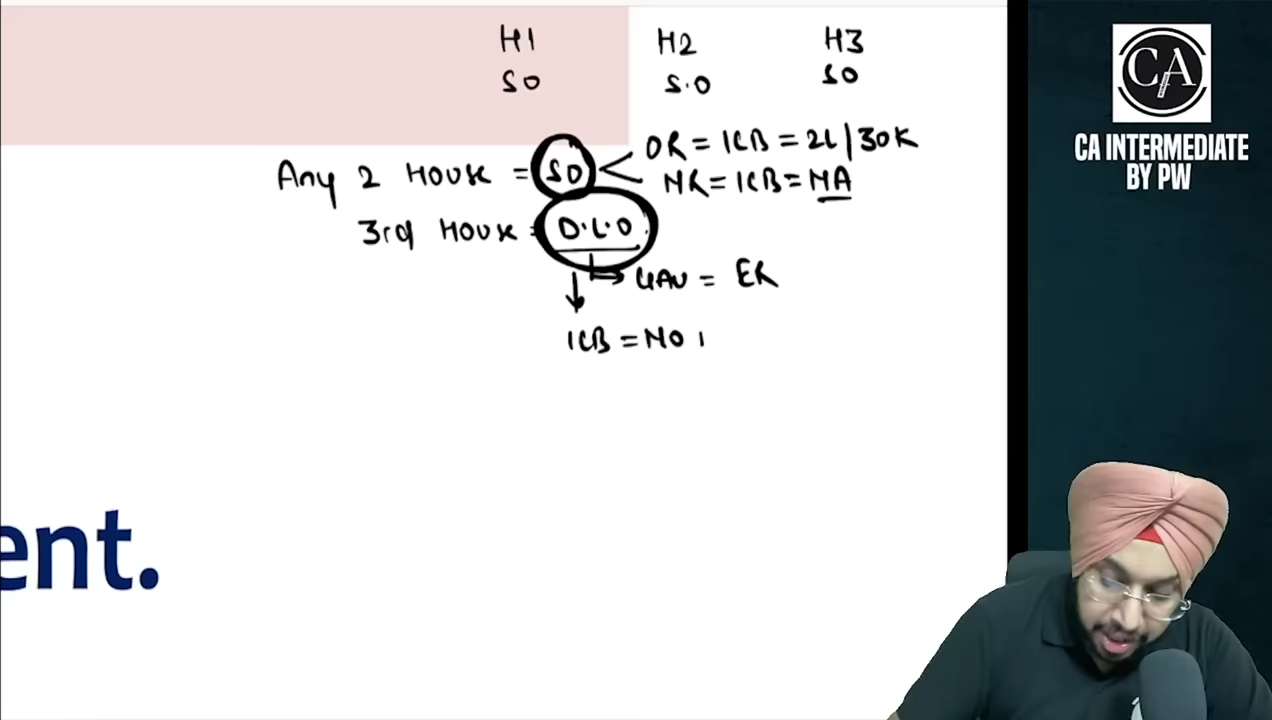 H1 H2 H3
SO S.O SO
Any 2 House = SO < OR = ICB = 2L/30K
NR = ICB = NA
3rd House = D.L.O
GAV = ER
ICB = NO
ent.
CA
CA INTERMEDIATE
BY PW